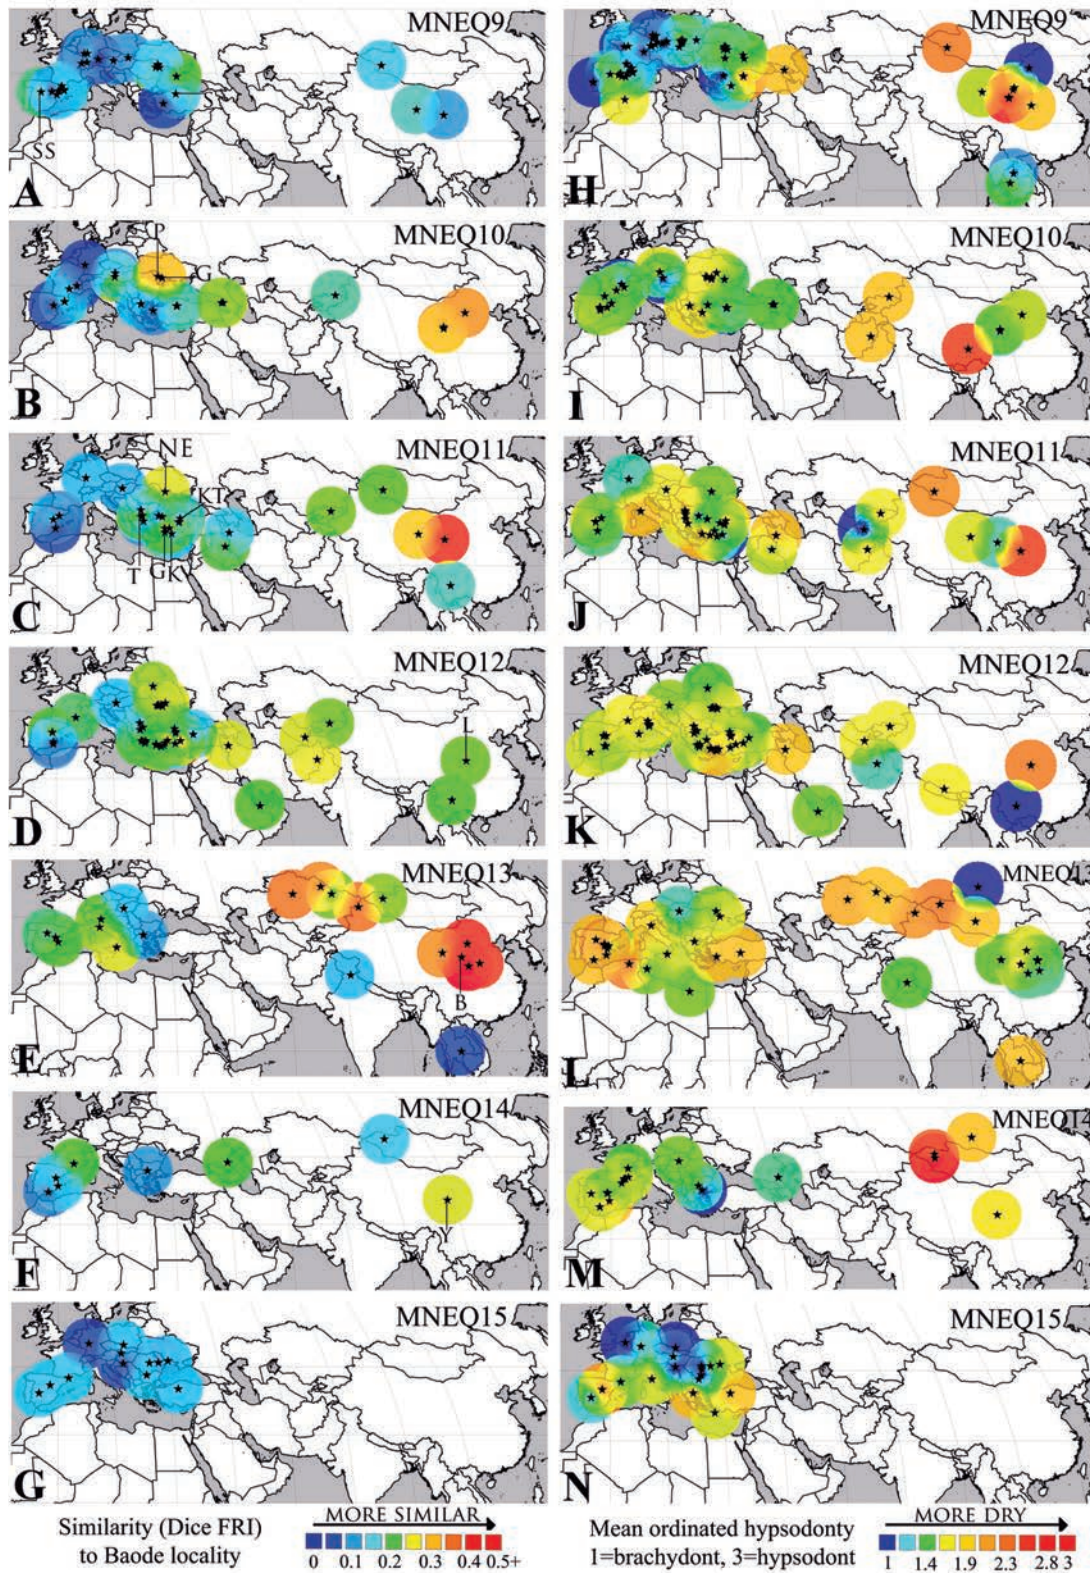 MNEQ9
SS
A
MNEQ9
H
MNEQ10
P
G
B
MNEQ10
I
MNEQ11
NE
KT
T GKV
C
MNEQ11
J
MNEQ12
L
D
MNEQ12
K
MNEQ13
B
E
MNEQ13
L
MNEQ14
Y
F
MNEQ14
M
MNEQ15
G
MNEQ15
N
Similarity (Dice FRI)
to Baode locality
MORE SIMILAR
0 0.1 0.2 0.3 0.4 0.5+
Mean ordinated hypsodonty
1=brachydont, 3=hypsodont
MORE DRY
1 1.4 1.9 2.3 2.8 3